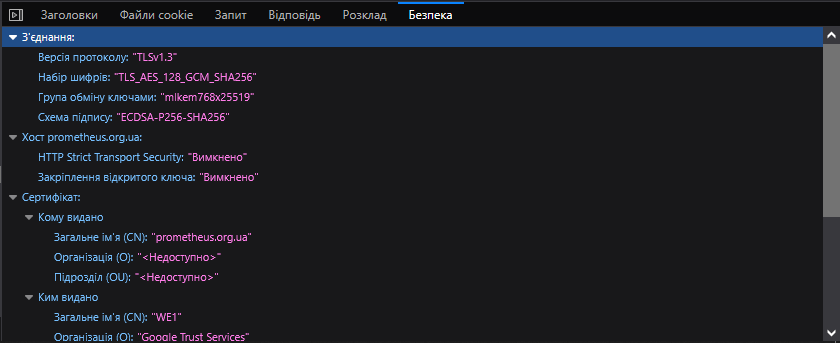 Заголовки Файли cookie Запит Відповідь Розклад Безпека
З'єднання:
Версія протоколу: "TLSv1.3"
Набір шифрів: "TLS_AES_128_GCM_SHA256"
Група обміну ключами: "mlkem768x25519"
Схема підпису: "ECDSA-P256-SHA256"
Хост prometheus.org.ua:
HTTP Strict Transport Security: "Вимкнено"
Закріплення відкритого ключа: "Вимкнено"
Сертифікат:
Кому видано
Загальне ім'я (CN): "prometheus.org.ua"
Організація (O): "<Недоступно>"
Підрозділ (OU): "<Недоступно>"
Ким видано
Загальне ім'я (CN): "WE1"
Організація (O): "Google Trust Services"